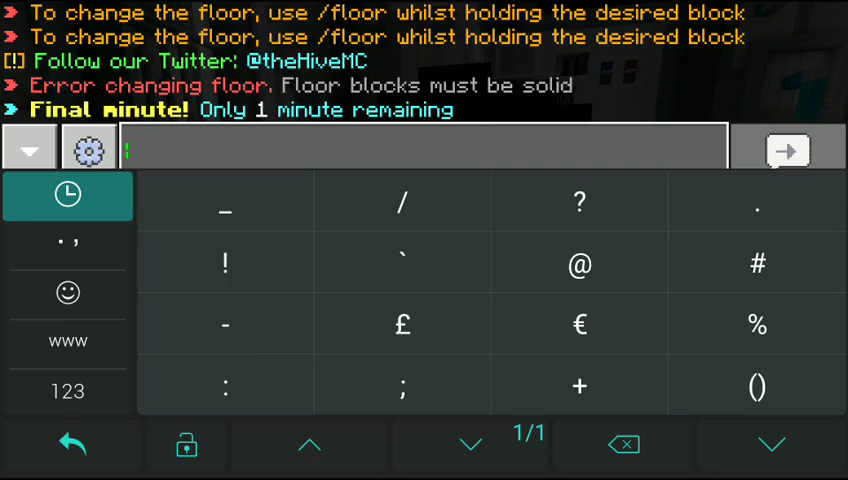 To change the floor, use /floor whilst holding the desired block
To change the floor, use /floor whilst holding the desired block
[!] Follow our Twitter: @theHiveMC
Error changing floor. Floor blocks must be solid
Final minute! Only 1 minute remaining
_ / ? .
. , ! ` @ #
- £ € %
www
: ; + ()
123
1/1